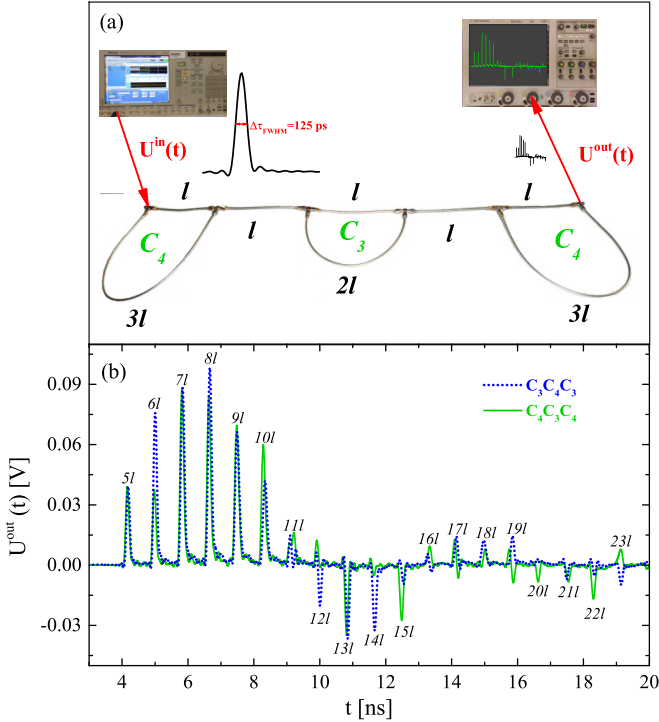 (a)
Δτ_FWHM=125 ps
U^in(t)
U^out(t)
l
l
l
l
l
C_4
C_3
C_4
3l
2l
3l
(b)
C_3C_4C_3
C_4C_3C_4
5l
6l
7l
8l
9l
10l
11l
12l
13l
14l
15l
16l
17l
18l
19l
20l
21l
22l
23l
0.09
0.06
0.03
0.00
-0.03
U^out(t) [V]
4 6 8 10 12 14 16 18 20
t [ns]